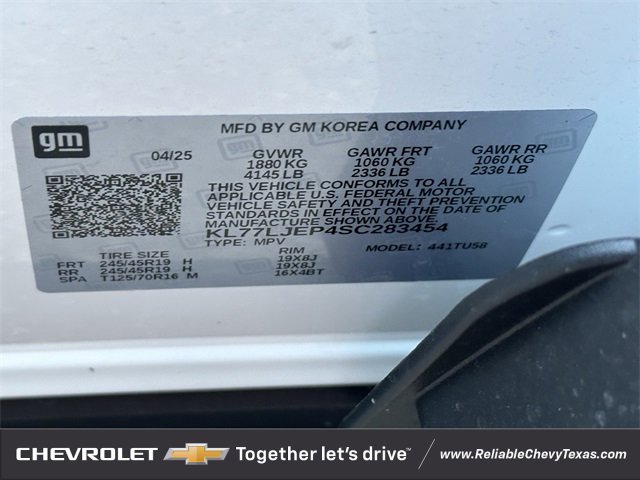 gm
MFD BY GM KOREA COMPANY
04/25 GVWR GAWR FRT GAWR RR
1880 KG 1060 KG 1060 KG
4145 LB 2336 LB 2336 LB
THIS VEHICLE CONFORMS TO ALL
APPLICABLE U.S. FEDERAL MOTOR
VEHICLE SAFETY AND THEFT PREVENTION
STANDARDS IN EFFECT ON THE DATE OF
MANUFACTURE SHOWN ABOVE
KL77LJEP4SC283454
TYPE: MPV MODEL: 441TU58
TIRE SIZE RIM
FRT 245/45R19 H 19X8J
RR 245/45R19 H 19X8J
SPA T125/70R16 M 16X4BT
CHEVROLET Together let's drive™ www.ReliableChevyTexas.com